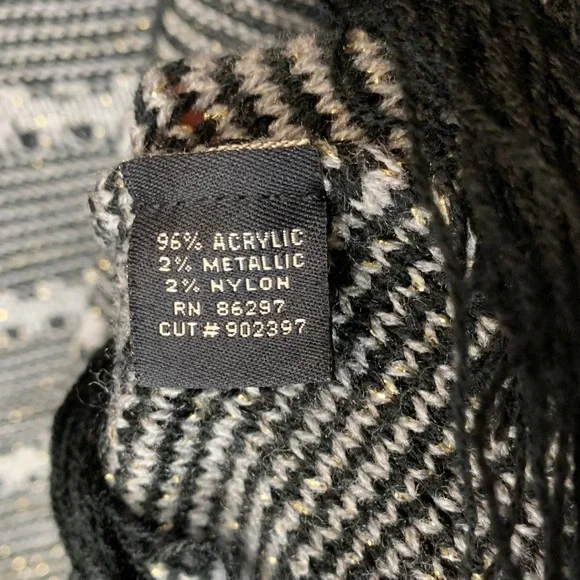 96% ACRYLIC
2% METALLIC
2% NYLON
RN 86297
CUT # 902397